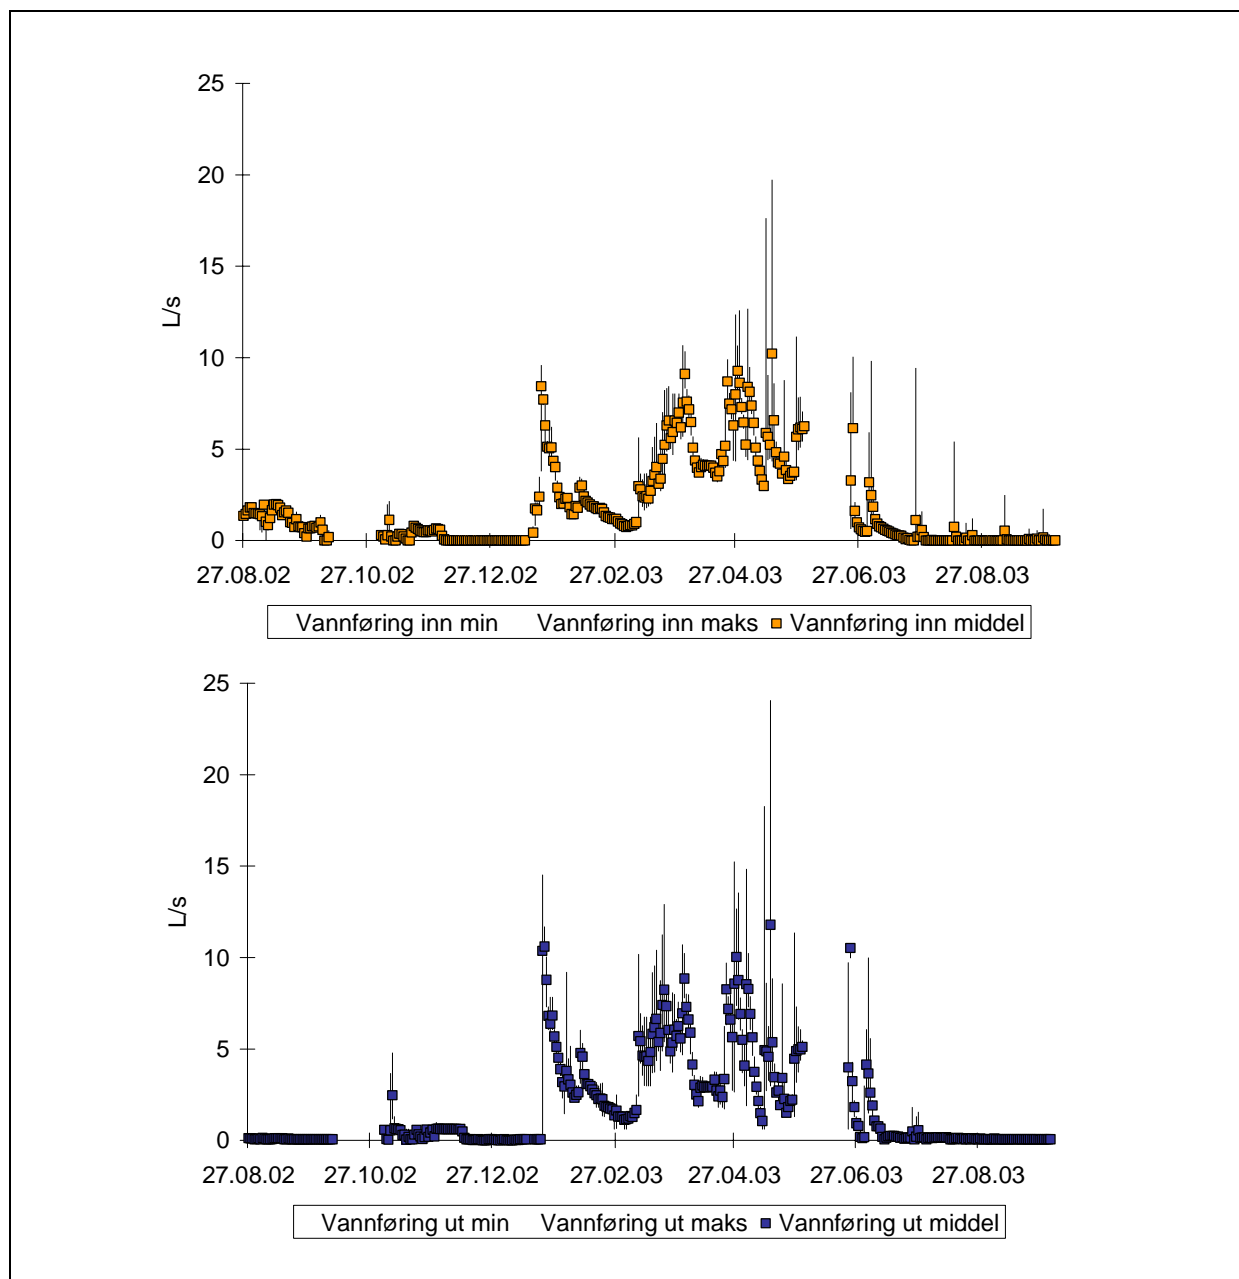 25
20
15
L/s
10
5
0
27.08.02 27.10.02 27.12.02 27.02.03 27.04.03 27.06.03 27.08.03
Vannføring inn min Vannføring inn maks Vannføring inn middel
25
20
15
L/s
10
5
0
27.08.02 27.10.02 27.12.02 27.02.03 27.04.03 27.06.03 27.08.03
Vannføring ut min Vannføring ut maks Vannføring ut middel